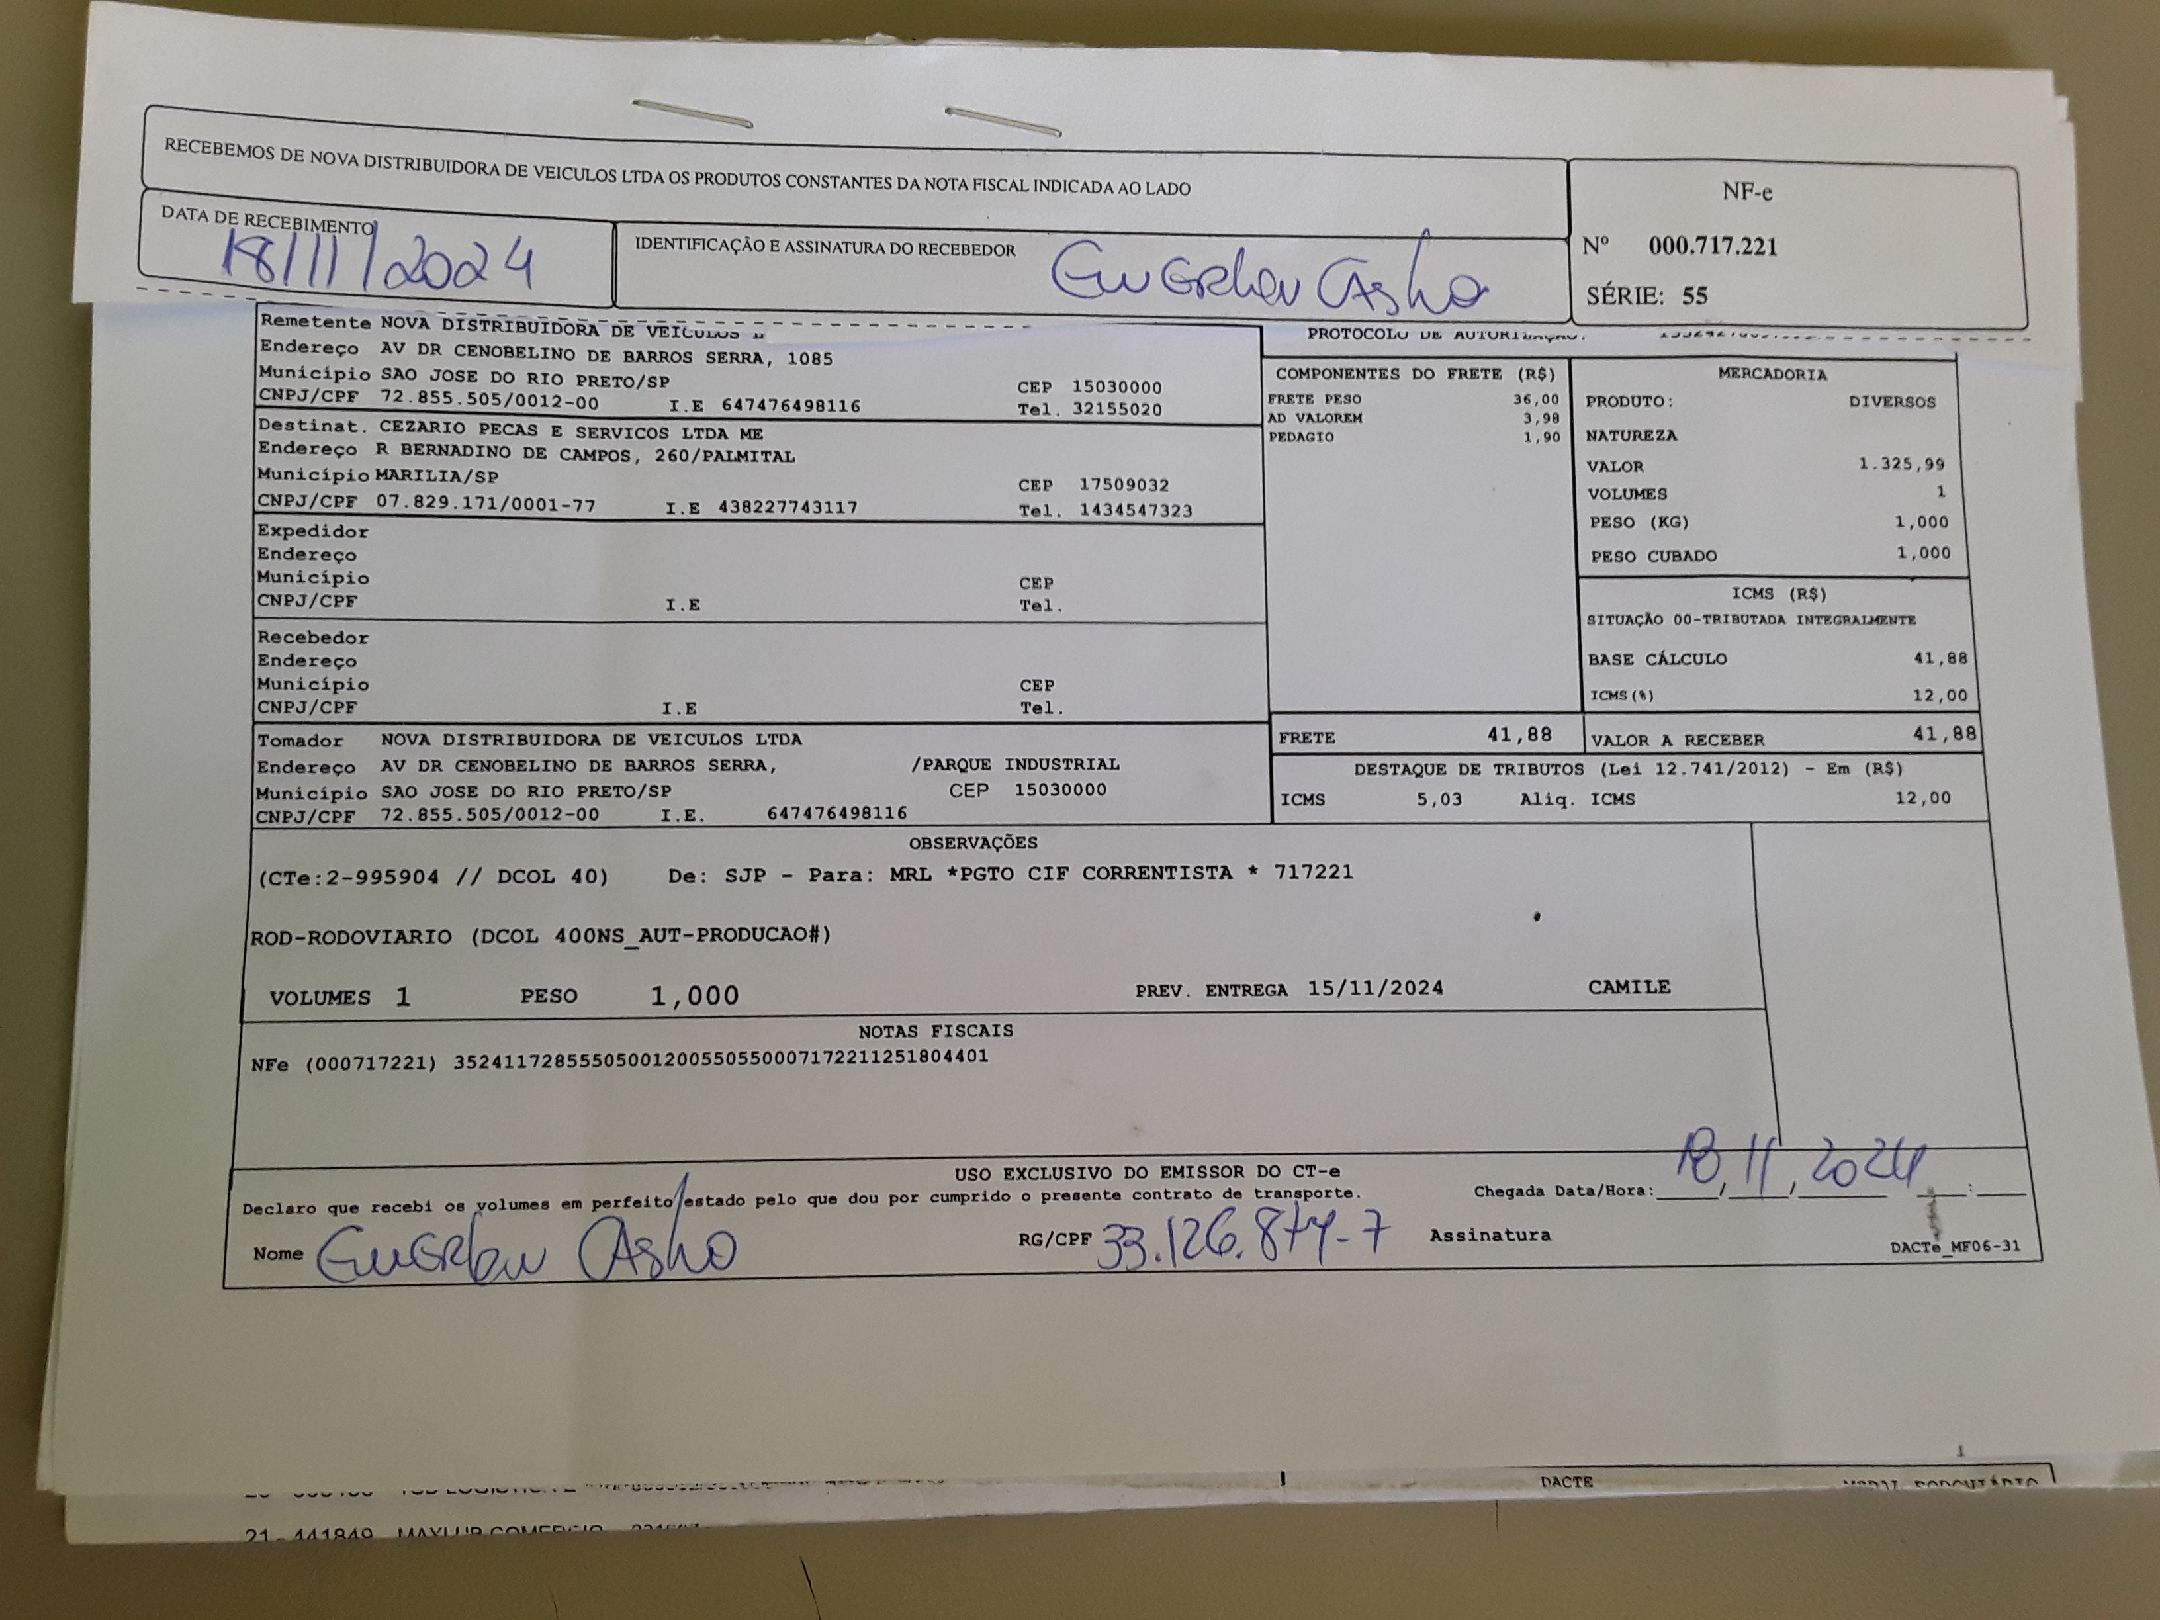 RECEBEMOS DE NOVA DISTRIBUIDORA DE VEICULOS LTDA OS PRODUTOS CONSTANTES DA NOTA FISCAL INDICADA AO LADO
NF-e
Nº 000.717.221
SÉRIE: 55
DATA DE RECEBIMENTO
18/11/2024
IDENTIFICAÇÃO E ASSINATURA DO RECEBEDOR
Remetente NOVA DISTRIBUIDORA DE VEICULOS
Endereço AV DR CENOBELINO DE BARROS SERRA, 1085
Município SAO JOSE DO RIO PRETO/SP CEP 15030000
CNPJ/CPF 72.855.505/0012-00 I.E 647476498116 Tel. 32155020
Destinat. CEZARIO PECAS E SERVICOS LTDA ME
Endereço R BERNADINO DE CAMPOS, 260/PALMITAL
Município MARILIA/SP CEP 17509032
CNPJ/CPF 07.829.171/0001-77 I.E 438227743117 Tel. 1434547323
Expedidor
Endereço
Município CEP
CNPJ/CPF I.E Tel.
Recebedor
Endereço
Município CEP
CNPJ/CPF I.E Tel.
Tomador NOVA DISTRIBUIDORA DE VEICULOS LTDA
Endereço AV DR CENOBELINO DE BARROS SERRA, /PARQUE INDUSTRIAL
Município SAO JOSE DO RIO PRETO/SP CEP 15030000
CNPJ/CPF 72.855.505/0012-00 I.E. 647476498116
PROTOCOLO DE AUTORIZAÇÃO:
COMPONENTES DO FRETE (R$)
FRETE PESO 36,00
AD VALOREM 3,98
PEDAGIO 1,90
MERCADORIA
PRODUTO: DIVERSOS
NATUREZA
VALOR 1.325,99
VOLUMES 1
PESO (KG) 1,000
PESO CUBADO 1,000
ICMS (R$)
SITUAÇÃO 00-TRIBUTADA INTEGRALMENTE
BASE CÁLCULO 41,88
ICMS(%) 12,00
FRETE 41,88 VALOR A RECEBER 41,88
DESTAQUE DE TRIBUTOS (Lei 12.741/2012) - Em (R$)
ICMS 5,03 Aliq. ICMS 12,00
OBSERVAÇÕES
(CTe:2-995904 // DCOL 40) De: SJP - Para: MRL *PGTO CIF CORRENTISTA * 717221
ROD-RODOVIARIO (DCOL 400NS_AUT-PRODUCAO#)
VOLUMES 1 PESO 1,000 PREV. ENTREGA 15/11/2024 CAMILE
NOTAS FISCAIS
NFe (000717221) 35241172855505001200550550007172211251804401
USO EXCLUSIVO DO EMISSOR DO CT-e
Declaro que recebi os volumes em perfeito estado pelo que dou por cumprido o presente contrato de transporte.
Chegada Data/Hora: 18/11/2024 :
Nome
RG/CPF
Assinatura
DACTe_MF06-31
1
DACTE
21- 441849 MAXLUB COMERCIO